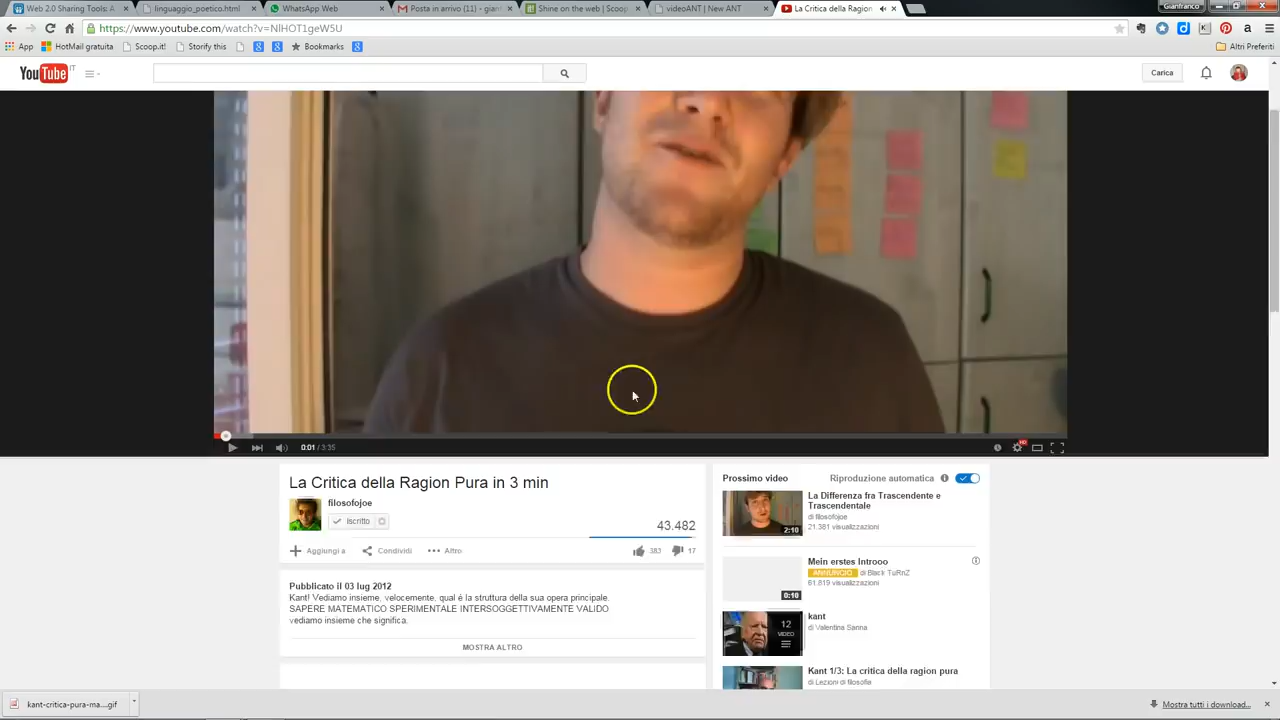 Web 2.0 Sharing Tools: A
linguaggio_poetico.html
WhatsApp Web
Posta in arrivo (11) - gian
Shine on the web | Scoop
videoANT | New ANT
La Critica della Ragion
Gianfranco
https://www.youtube.com/watch?v=NlHOT1geW5U
App
HotMail gratuita
Scoop.it!
Storify this
Bookmarks
Altri Preferiti
YouTube IT
Carica
0:01 / 3:35
HD
La Critica della Ragion Pura in 3 min
filosofojoe
Iscritto
43.482
Aggiungi a
Condividi
Altro
383
17
Pubblicato il 03 lug 2012
Kant! Vediamo insieme, velocemente, qual è la struttura della sua opera principale.
SAPERE MATEMATICO SPERIMENTALE INTERSOGGETTIVAMENTE VALIDO
vediamo insieme che significa.
MOSTRA ALTRO
Prossimo video
Riproduzione automatica
La Differenza fra Trascendente e
Trascendentale
di filosofojoe
21.381 visualizzazioni
2:10
Mein erstes Introoo
ANNUNCIO di Black TuRnZ
61.819 visualizzazioni
0:10
kant
di Valentina Sanna
12
VIDEO
Kant 1/3: La critica della ragion pura
di Lezioni di filosofia
kant-critica-pura-ma....gif
Mostra tutti i download...